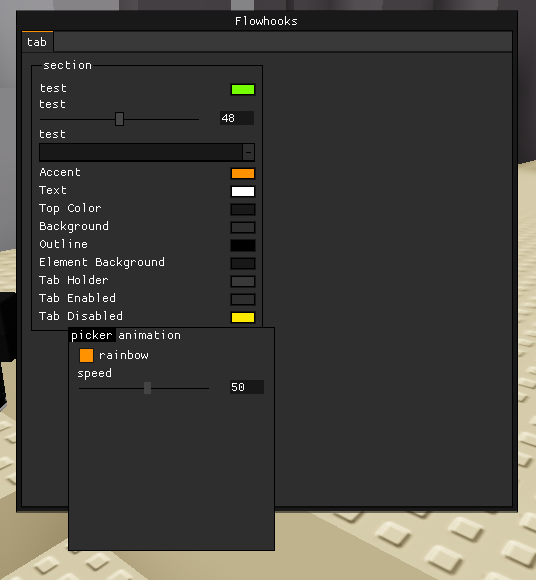 Flowhooks
tab
section
test
test
48
test
-
Accent
Text
Top Color
Background
Outline
Element Background
Tab Holder
Tab Enabled
Tab Disabled
picker animation
rainbow
speed
50